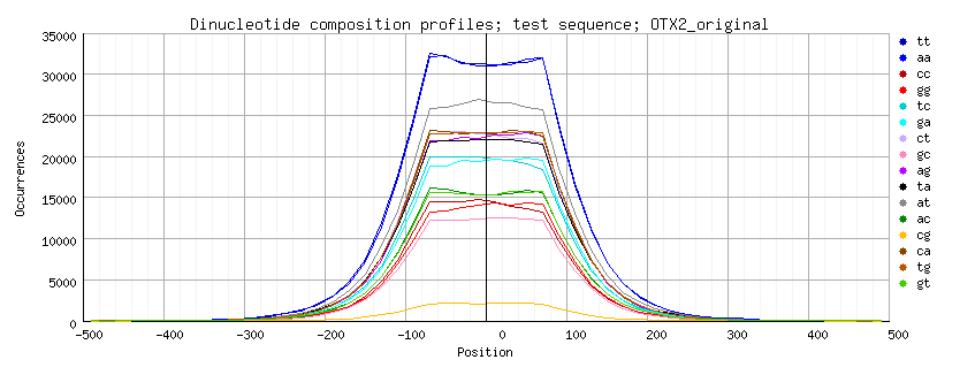 Dinucleotide composition profiles; test sequence; OTX2_original
35000
30000
25000
20000
15000
10000
5000
0
Occurrences
-500 -400 -300 -200 -100 0 100 200 300 400 500
Position
tt
aa
cc
gg
tc
ga
ct
gc
ag
ta
at
ac
cg
ca
tg
gt